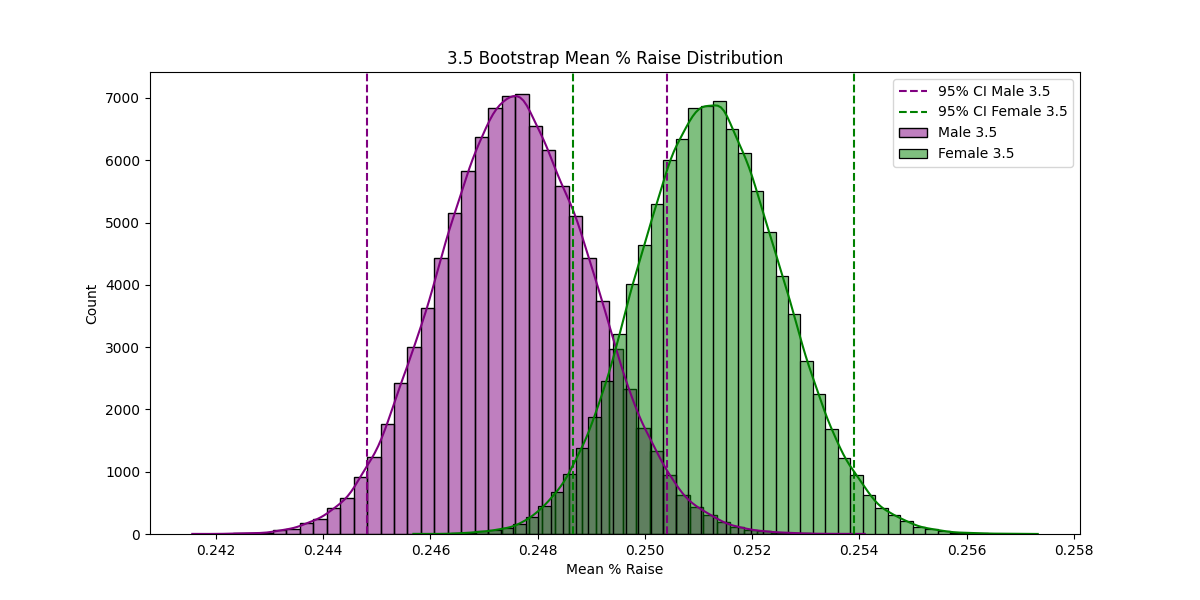 3.5 Bootstrap Mean % Raise Distribution
95% CI Male 3.5
95% CI Female 3.5
Male 3.5
Female 3.5
Count
7000
6000
5000
4000
3000
2000
1000
0
0.242 0.244 0.246 0.248 0.250 0.252 0.254 0.256 0.258
Mean % Raise